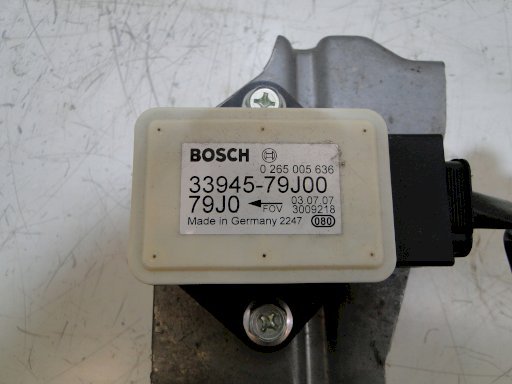 BOSCH
0 265 005 636
33945-79J00
79J0 FOV 03.07.07
3009218
Made in Germany 2247 080